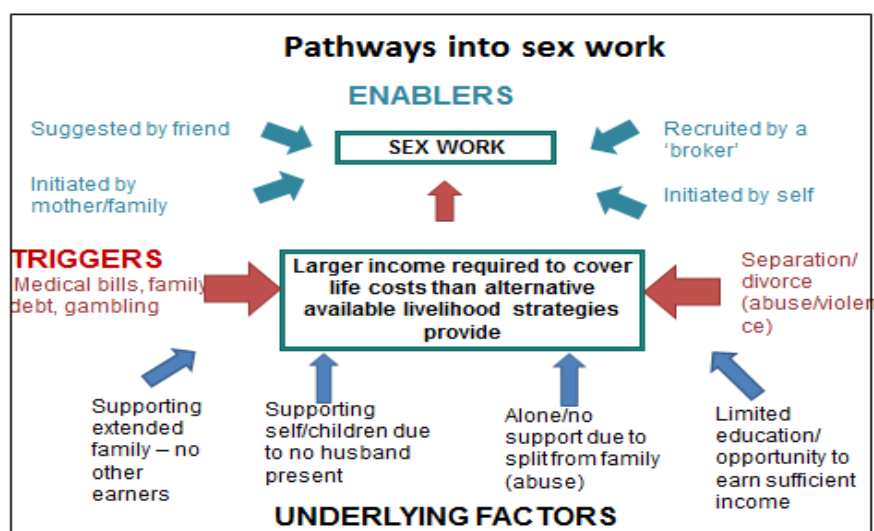 Pathways into sex work
ENABLERS
Suggested by friend
SEX WORK
Recruited by a
‘broker’
Initiated by
mother/family
Initiated by self
TRIGGERS
Medical bills, family
debt, gambling
Larger income required to cover
life costs than alternative
available livelihood strategies
provide
Separation/
divorce
(abuse/violen
ce)
Supporting
extended
family – no
other
earners
Supporting
self/children due
to no husband
present
Alone/no
support due to
split from family
(abuse)
Limited
education/
opportunity to
earn sufficient
income
UNDERLYING FACTORS